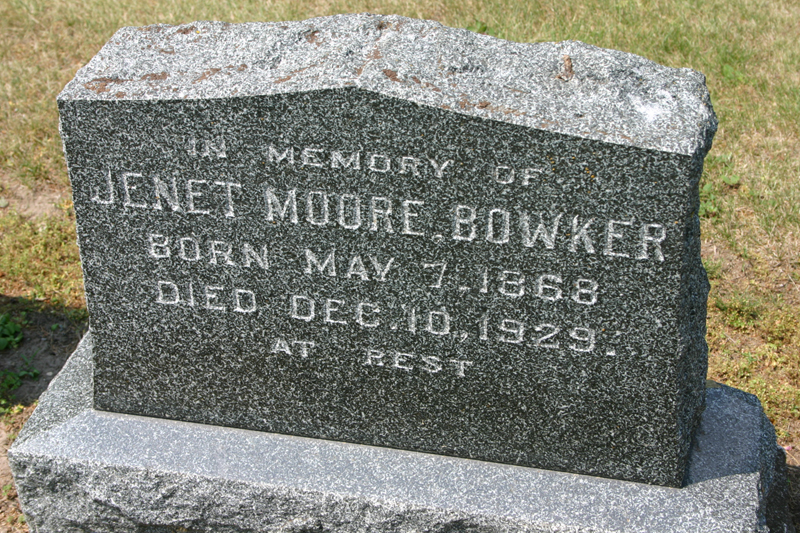 IN MEMORY OF
JENET MOORE. BOWKER
BORN MAY 7. 1868
DIED DEC. 10, 1929.
AT REST